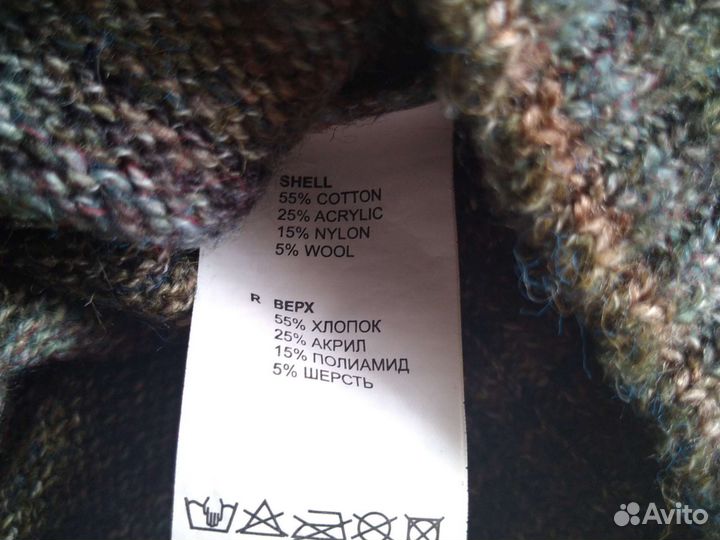 SHELL
55% COTTON
25% ACRYLIC
15% NYLON
5% WOOL
R ВЕРХ
55% ХЛОПОК
25% АКРИЛ
15% ПОЛИАМИД
5% ШЕРСТЬ
Avito